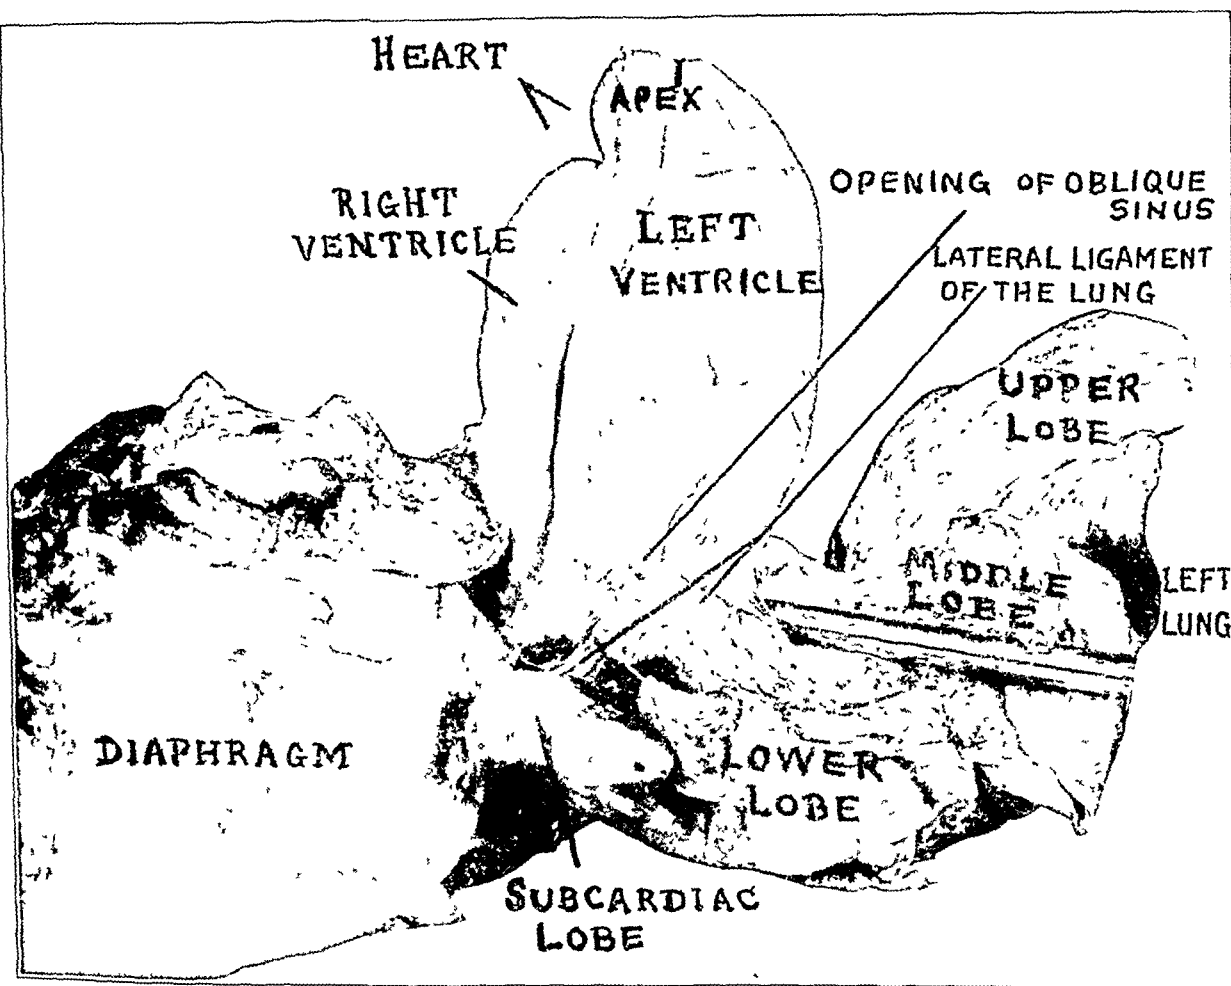 HEART
APEX
RIGHT
VENTRICLE
LEFT
VENTRICLE
OPENING OF OBLIQUE
SINUS
LATERAL LIGAMENT
OF THE LUNG
UPPER
LOBE
MIDDLE
LOBE
LEFT
LUNG
DIAPHRAGM
LOWER
LOBE
SUBCARDIAC
LOBE